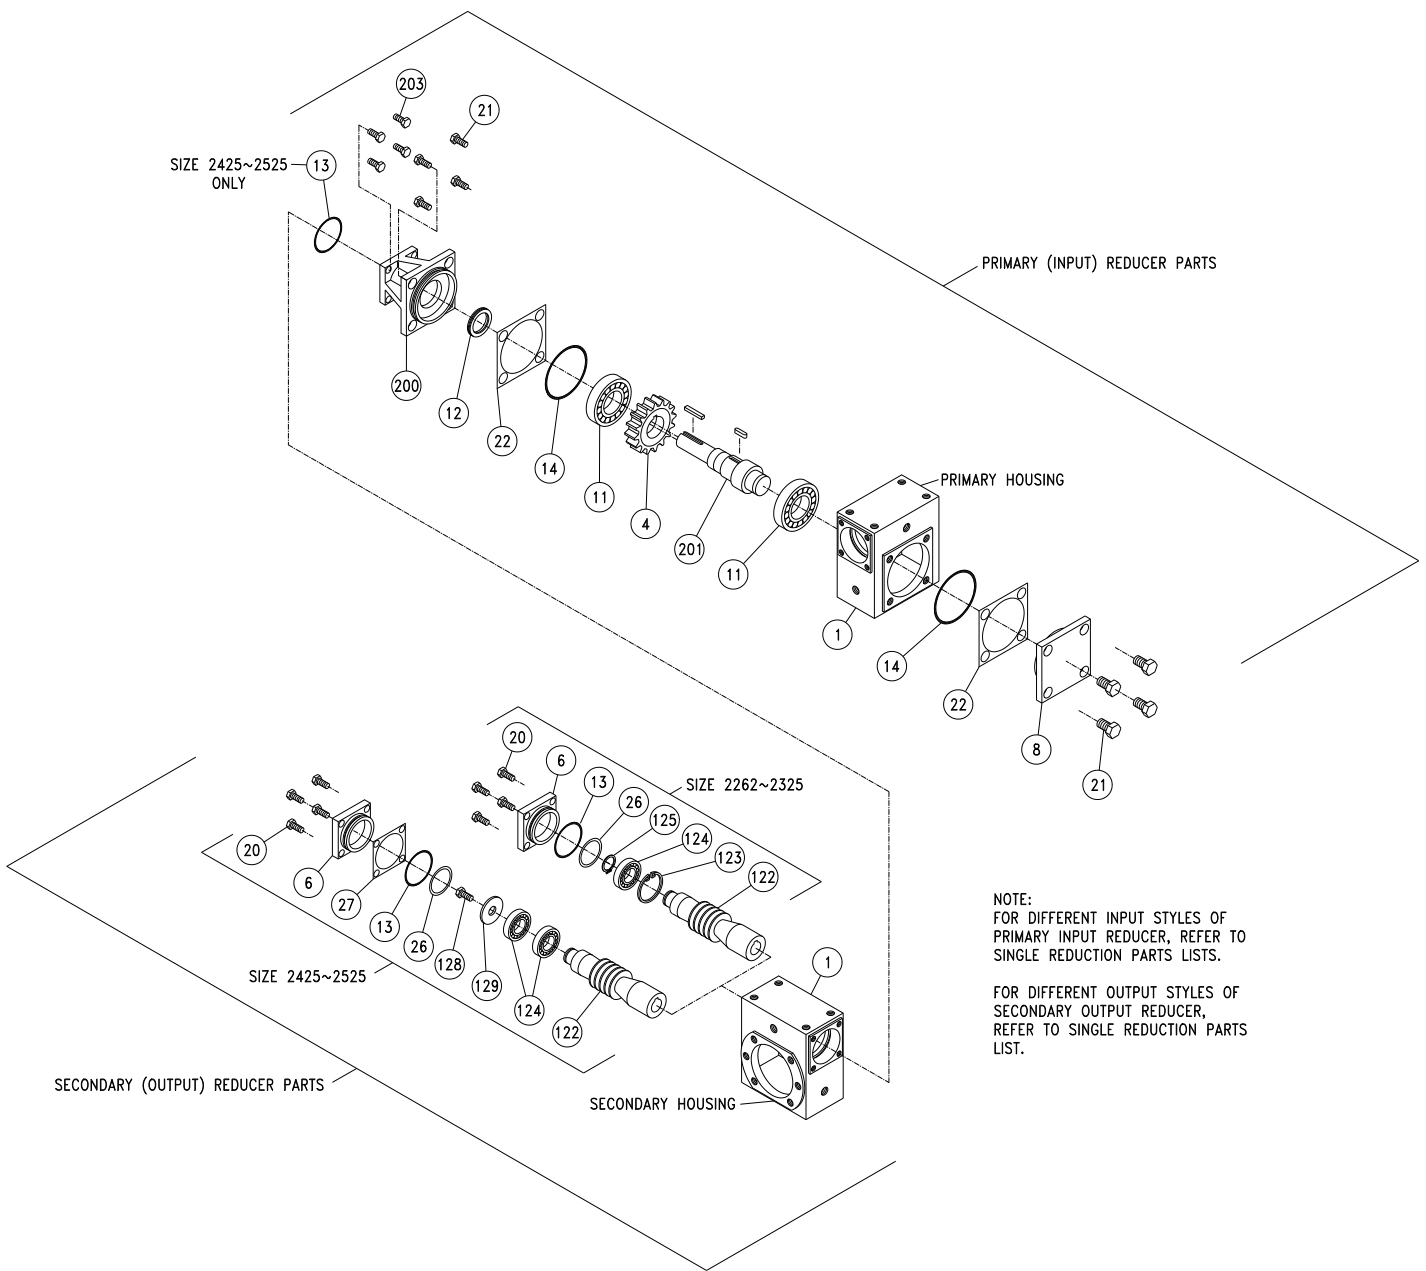 203
21
SIZE 2425~2525
ONLY
13
PRIMARY (INPUT) REDUCER PARTS
200
12
22
14
11
4
201
11
PRIMARY HOUSING
1
14
22
8
21
20
6
13
26
125
124
123
122
SIZE 2262~2325
20
6
27
13
26
128
129
124
122
SIZE 2425~2525
1
SECONDARY (OUTPUT) REDUCER PARTS
SECONDARY HOUSING
NOTE:
FOR DIFFERENT INPUT STYLES OF
PRIMARY INPUT REDUCER, REFER TO
SINGLE REDUCTION PARTS LISTS.
FOR DIFFERENT OUTPUT STYLES OF
SECONDARY OUTPUT REDUCER,
REFER TO SINGLE REDUCTION PARTS
LIST.